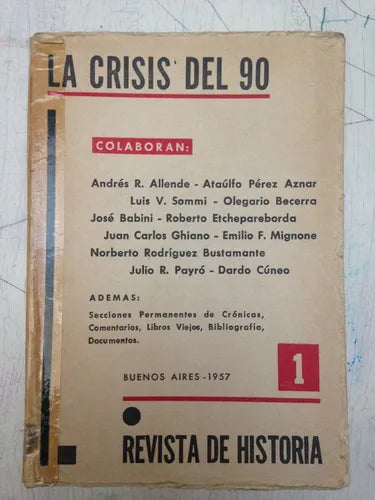 LA CRISIS DEL 90
COLABORAN:
Andrés R. Allende - Ataúlfo Pérez Aznar
Luis V. Sommi - Olegario Becerra
José Babini - Roberto Etchepareborda
Juan Carlos Ghiano - Emilio F. Mignone
Norberto Rodríguez Bustamante
Julio R. Payró - Dardo Cúneo
ADEMAS:
Secciones Permanentes de Crónicas,
Comentarios, Libros Viejos, Bibliografía,
Documentos.
BUENOS AIRES - 1957
1
REVISTA DE HISTORIA